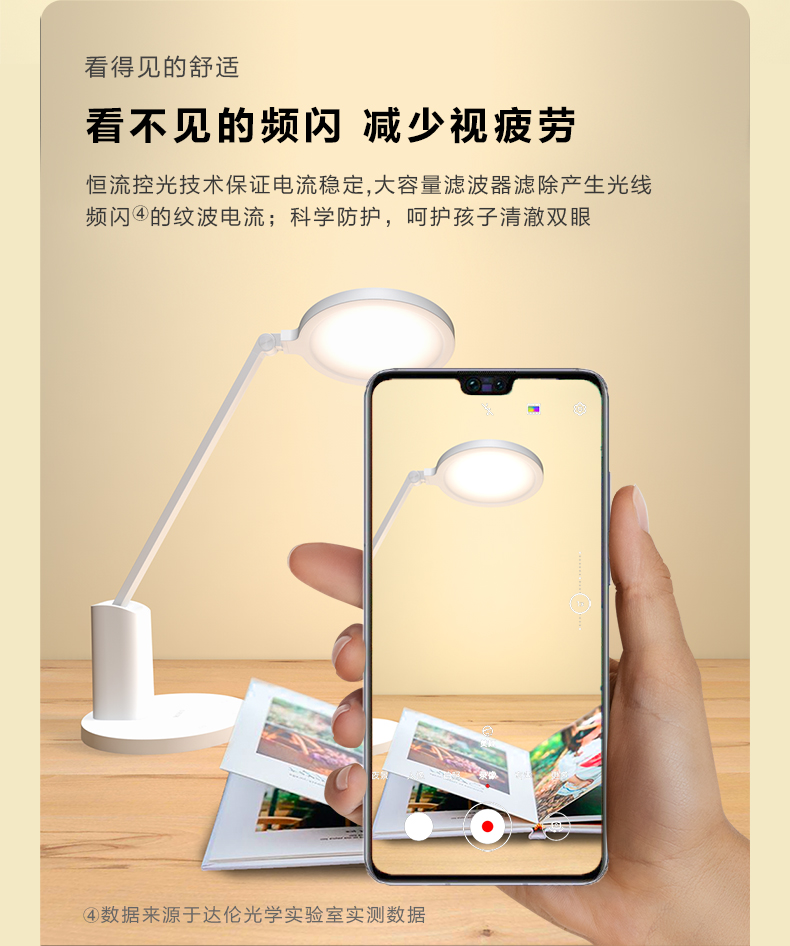 看得见的舒适
看不见的频闪 减少视疲劳
恒流控光技术保证电流稳定,大容量滤波器滤除产生光线
频闪④的纹波电流；科学防护，呵护孩子清澈双眼
录像
④数据来源于达伦光学实验室实测数据